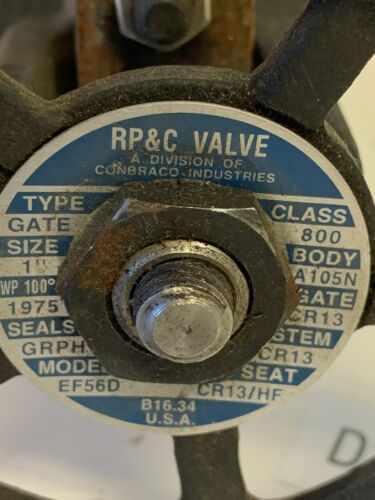 RP&C VALVE
A DIVISION OF
CONBRACO INDUSTRIES
TYPE CLASS
GATE 800
SIZE BODY
1" A105N
WP 100° GATE
1975 CR13
SEALS STEM
GRPH CR13
MODEL SEAT
EF56D CR13/HF
B16.34
U.S.A.
D